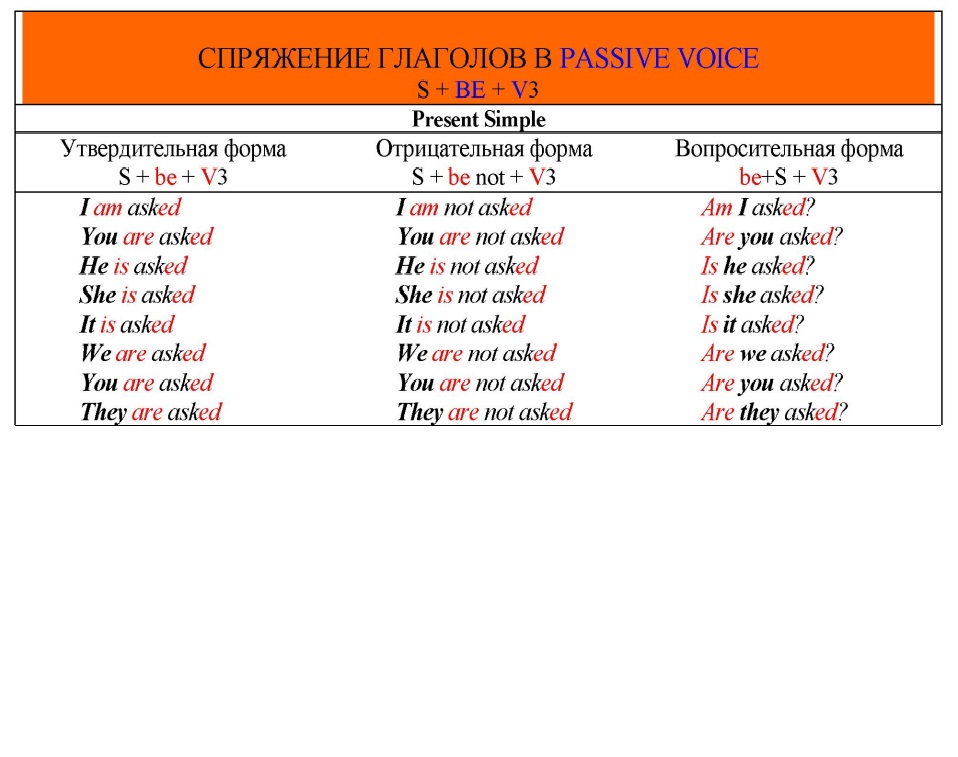 СПРЯЖЕНИЕ ГЛАГОЛОВ В PASSIVE VOICE
S + BE + V3
Present Simple
Утвердительная форма Отрицательная форма Вопросительная форма
S + be + V3 S + be not + V3 be+S + V3
I am asked I am not asked Am I asked?
You are asked You are not asked Are you asked?
He is asked He is not asked Is he asked?
She is asked She is not asked Is she asked?
It is asked It is not asked Is it asked?
We are asked We are not asked Are we asked?
You are asked You are not asked Are you asked?
They are asked They are not asked Are they asked?